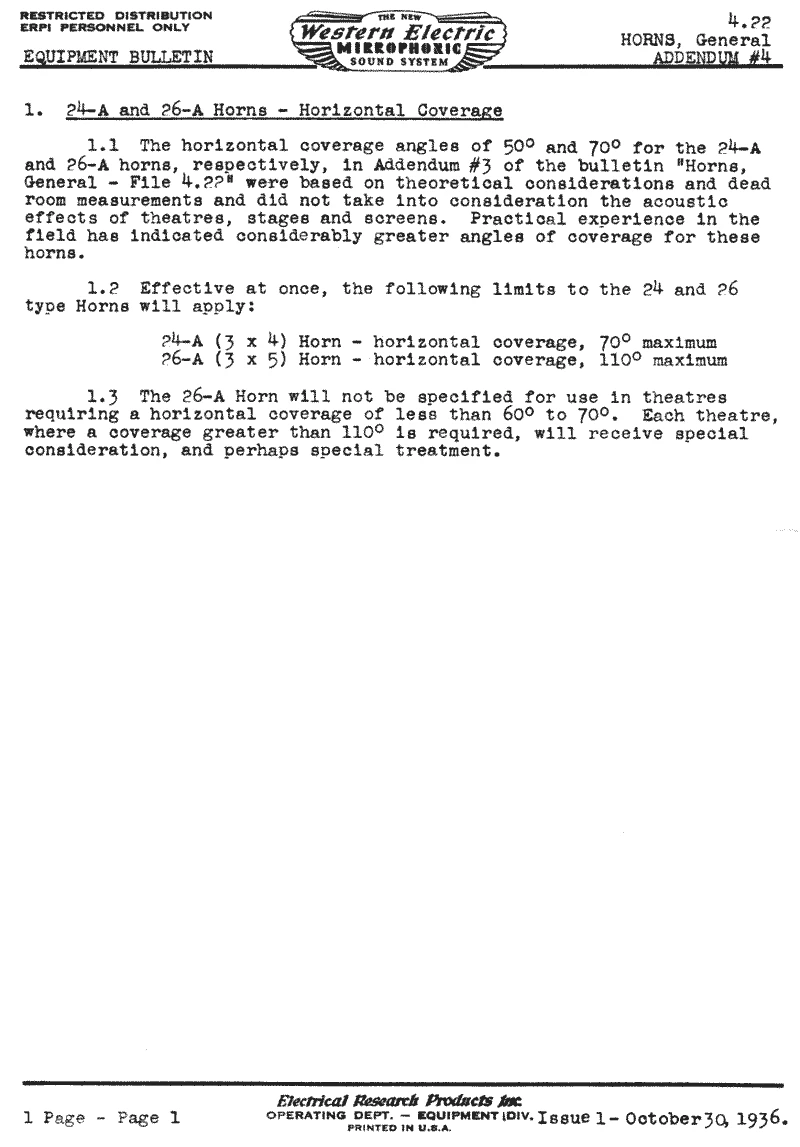 RESTRICTED DISTRIBUTION
ERPI PERSONNEL ONLY
EQUIPMENT BULLETIN
THE NEW
Western Electric
MIRROPHONIC
SOUND SYSTEM
4.22
HORNS, General
ADDENDUM #4
1. 24-A and 26-A Horns - Horizontal Coverage
1.1 The horizontal coverage angles of 50° and 70° for the 24-A
and 26-A horns, respectively, in Addendum #3 of the bulletin "Horns,
General - File 4.22" were based on theoretical considerations and dead
room measurements and did not take into consideration the acoustic
effects of theatres, stages and screens. Practical experience in the
field has indicated considerably greater angles of coverage for these
horns.
1.2 Effective at once, the following limits to the 24 and 26
type Horns will apply:
24-A (3 x 4) Horn - horizontal coverage, 70° maximum
26-A (3 x 5) Horn - horizontal coverage, 110° maximum
1.3 The 26-A Horn will not be specified for use in theatres
requiring a horizontal coverage of less than 60° to 70°. Each theatre,
where a coverage greater than 110° is required, will receive special
consideration, and perhaps special treatment.
1 Page - Page 1
Electrical Research Products Inc.
OPERATING DEPT. - EQUIPMENT DIV.
PRINTED IN U.S.A.
Issue 1 - October 30, 1936.